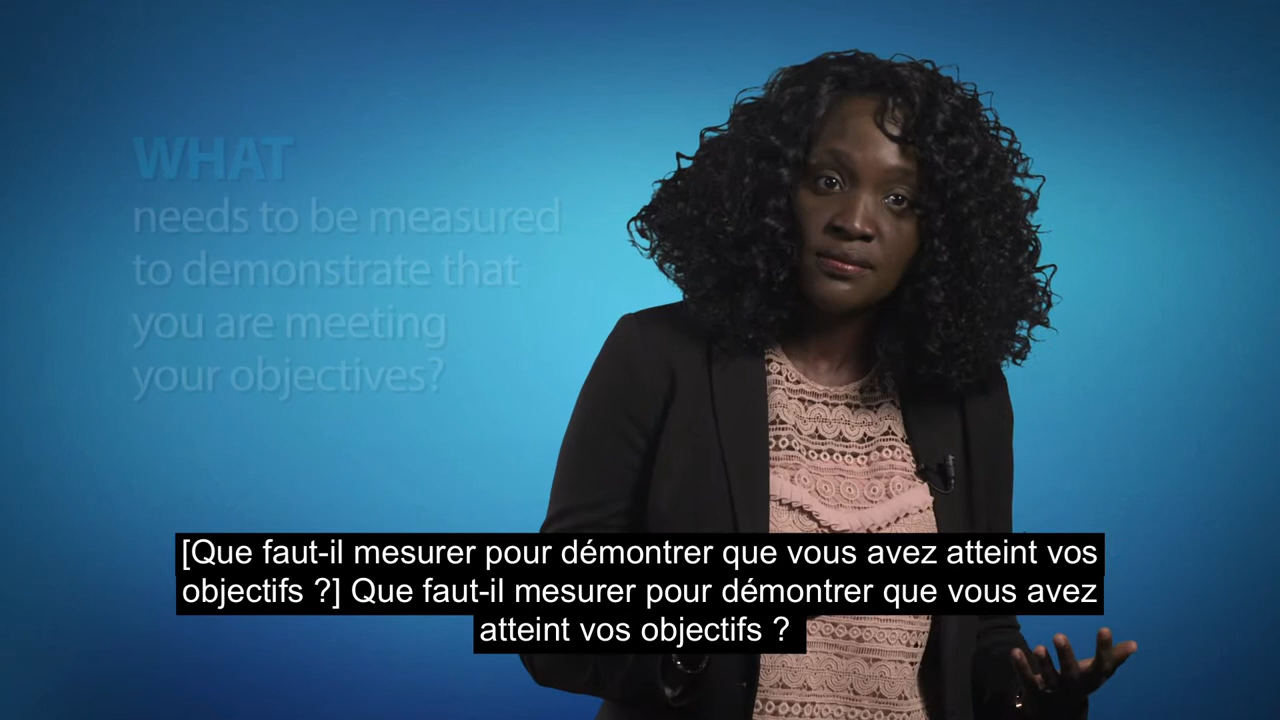 WHAT
needs to be measured
to demonstrate that
you are meeting
your objectives?
[Que faut-il mesurer pour démontrer que vous avez atteint vos
objectifs ?] Que faut-il mesurer pour démontrer que vous avez
atteint vos objectifs ?